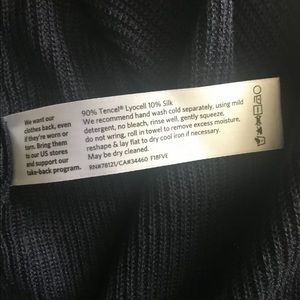 We want our
clothes back, even
if they're worn or
torn. Bring them
to our US stores
and support our
take-back program.
90% Tencel® Lyocell 10% Silk
We recommend hand wash cold separately, using mild
detergent, no bleach, rinse well, gently squeeze,
do not wring, roll in towel to remove excess moisture,
reshape & lay flat to dry cool iron if necessary.
May be dry cleaned.
RN#78121/CA#34460 F18FVE